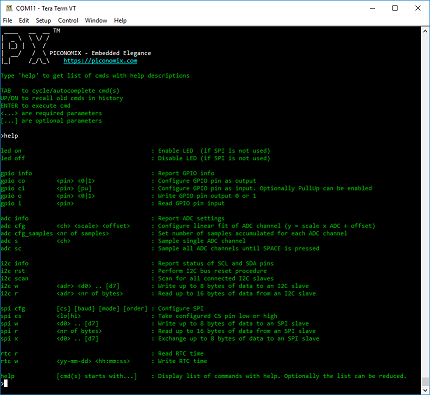 COM11 - Tera Term VT
File Edit Setup Control Window Help
TM
PICONOMIX - Embedded Elegance
https://piconomix.com
Type 'help' to get list of cmds with help descriptions
TAB to cycle/autocomplete cmd(s)
UP/DN to recall old cmds in history
ENTER to execute cmd
<...> are required parameters
[...] are optional parameters
>help
led on : Enable LED (if SPI is not used)
led off : Disable LED (if SPI is not used)
gpio info : Report GPIO info
gpio co <pin> <0|1> : Configure GPIO pin as output
gpio ci <pin> [pu] : Configure GPIO pin as input. Optionally PullUp can be enabled
gpio o <pin> <0|1> : Write GPIO pin output 0 or 1
gpio i <pin> : Read GPIO pin input
adc info : Report ADC settings
adc cfg <ch> <scale> <offset> : Configure linear fit of ADC channel (y = scale x ADC + offset)
adc cfg_samples <nr of samples> : Set number of samples accumulated for each ADC channel
adc s <ch> : Sample single ADC channel
adc sc : Sample all ADC channels until SPACE is pressed
i2c info : Report status of SCL and SDA pins
i2c rst : Perform I2C bus reset procedure
i2c scan : Scan for all connected I2C slaves
i2c w <adr> <d0> .. [d7] : Write up to 8 bytes of data to an I2C slave
i2c r <adr> <nr of bytes> : Read up to 16 bytes of data from an I2C slave
spi cfg [cs] [baud] [mode] [order] : Configure SPI
spi cs <lo|hi> : Take configured CS pin low or high
spi w <d0> .. [d7] : Write up to 8 bytes of data to an SPI slave
spi r <nr of bytes> : Read up to 16 bytes of data from an SPI slave
spi x <d0> .. [d7] : Exchange up to 8 bytes of data to an SPI slave
rtc r : Read RTC time
rtc w <yy-mm-dd> <hh:mm:ss> : Write RTC time
help [cmd(s) starts with...] : Display list of commands with help. Optionally the list can be reduced.
>